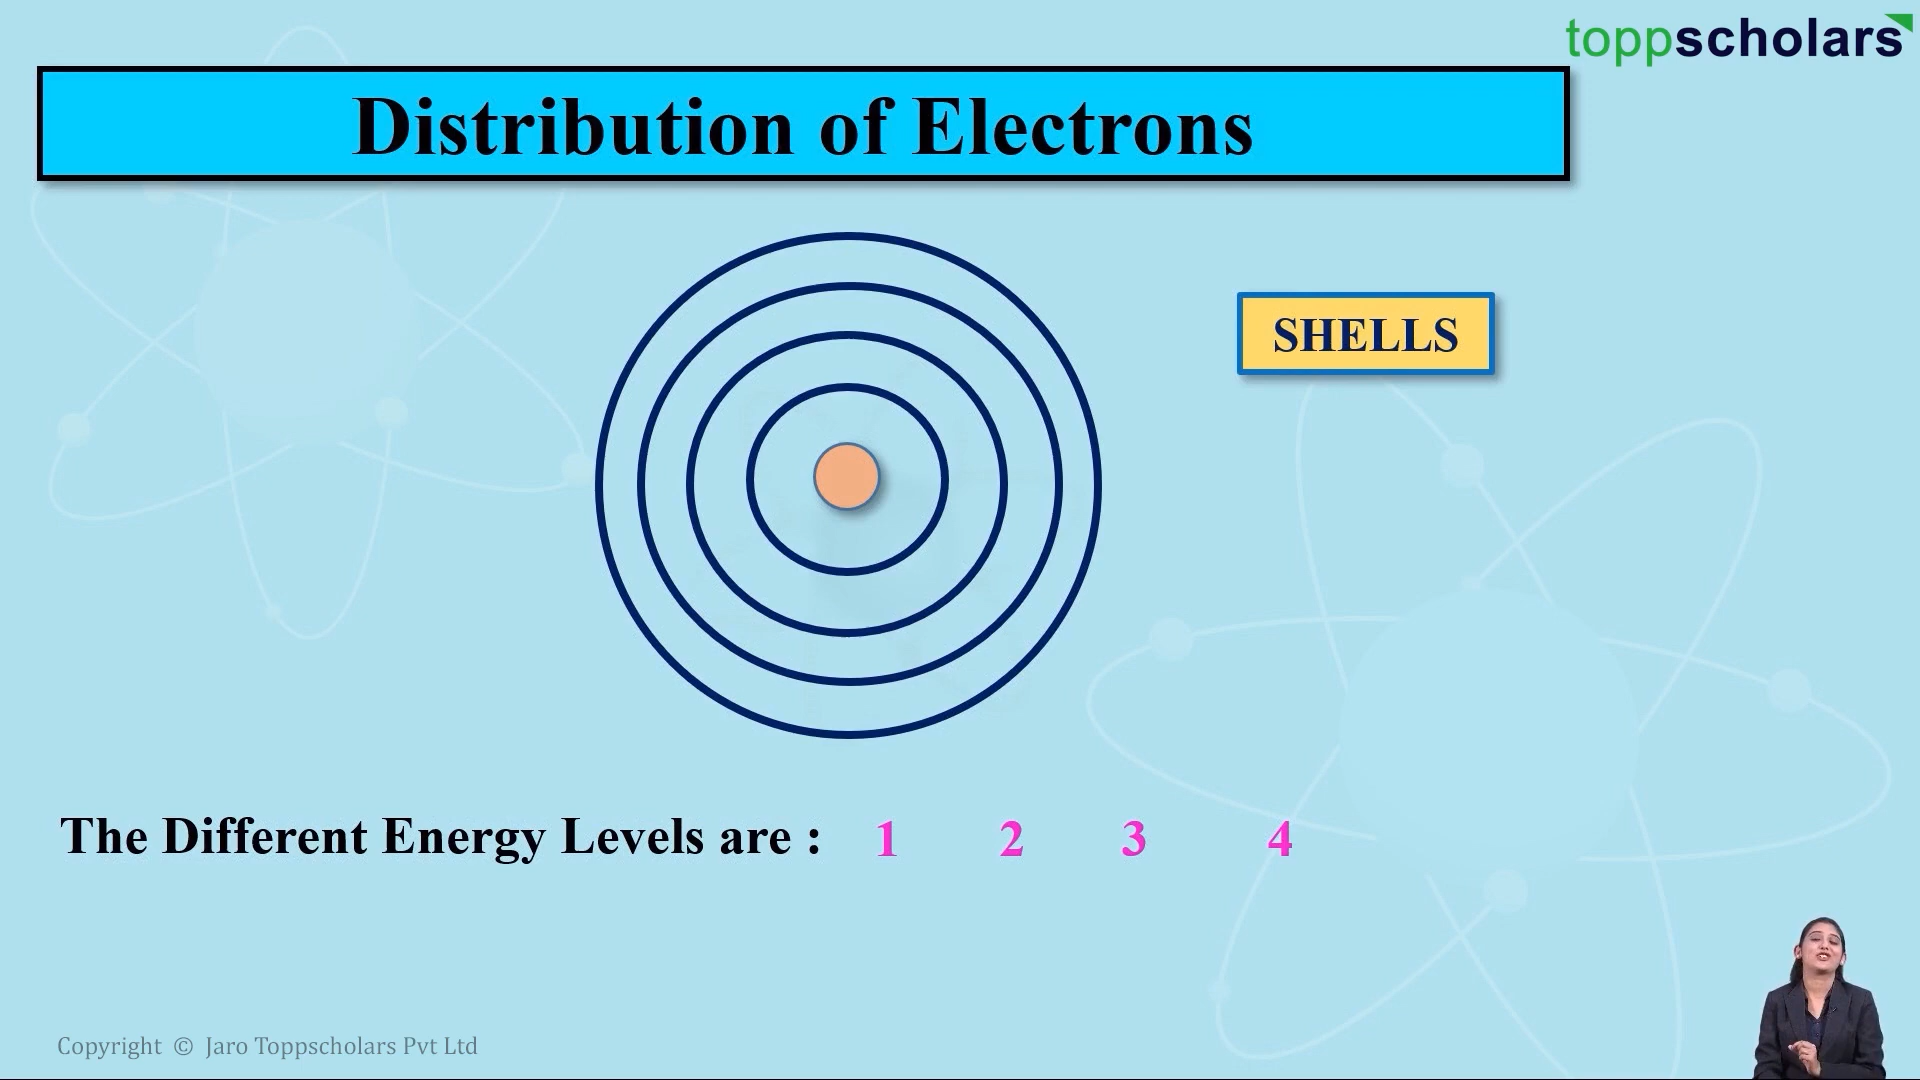 toppscholars
Distribution of Electrons
SHELLS
The Different Energy Levels are : 1 2 3 4
Copyright © Jaro Toppscholars Pvt Ltd